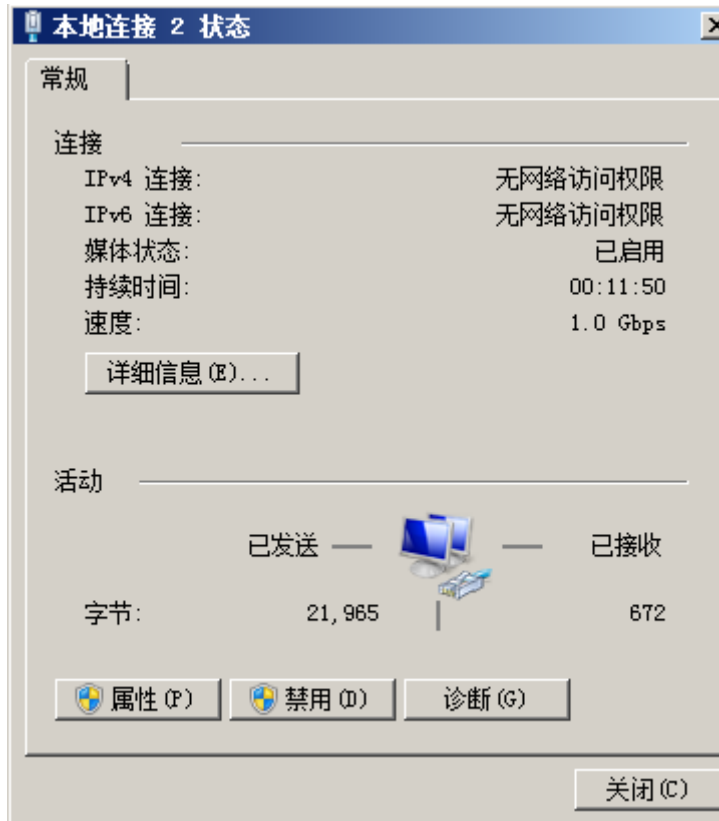 本地连接 2 状态
常规
连接
IPv4 连接: 无网络访问权限
IPv6 连接: 无网络访问权限
媒体状态: 已启用
持续时间: 00:11:50
速度: 1.0 Gbps
详细信息(E)...
活动
已发送 — — 已接收
字节: 21,965 672
属性(P) 禁用(D) 诊断(G)
关闭(C)